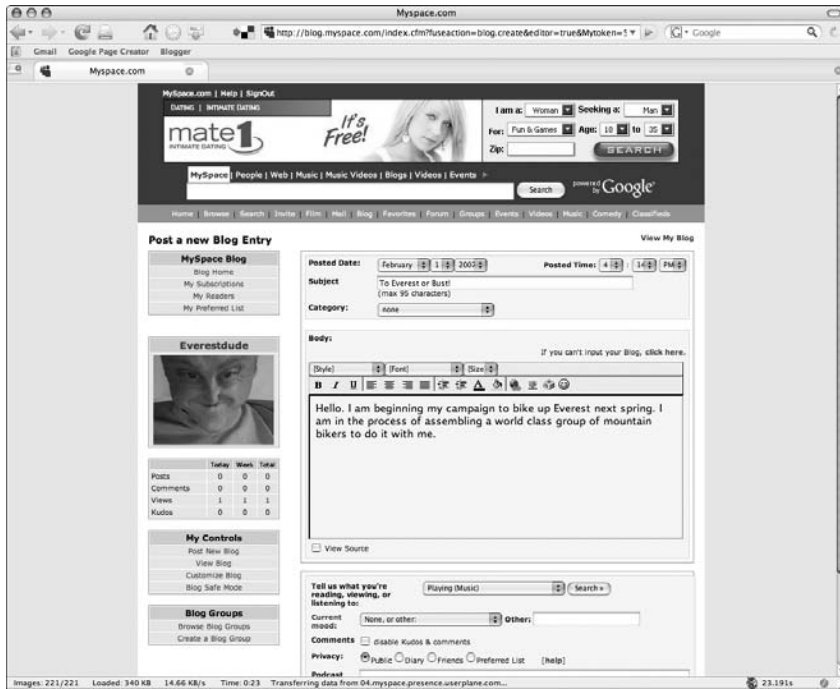 Myspace.com
http://blog.myspace.com/index.cfm?fuseaction=blog.create&editor=true&Mytoken=
Google
Gmail Google Page Creator Blogger
Myspace.com
MySpace.com | Help | SignOut
DATING | INTIMATE DATING
mate1
INTIMATE DATING
It's Free!
I am a: Woman Seeking a: Man
For: Fun & Games Age: 18 to 35
Zip: SEARCH
MySpace | People | Web | Music | Music Videos | Blogs | Videos | Events
Search powered by Google
Home | Browse | Search | Invite | Film | Mail | Blog | Favorites | Forum | Groups | Events | Videos | Music | Comedy | Classifieds
Post a new Blog Entry
View My Blog
MySpace Blog
Blog Home
My Subscriptions
My Readers
My Preferred List
Everestdude
Today Week Total
Posts 0 0 0
Comments 0 0 0
Views 1 1 1
Kudos 0 0 0
My Controls
Post New Blog
View Blog
Customize Blog
Blog Safe Mode
Blog Groups
Browse Blog Groups
Create a Blog Group
Posted Date: February 1 2007 Posted Time: 4 : 14 PM
Subject To Everest or Bust!
(max 95 characters)
Category: none
Body:
If you can't input your Blog, click here.
[Style] [Font] [Size]
B I U
Hello. I am beginning my campaign to bike up Everest next spring. I
am in the process of assembling a world class group of mountain
bikers to do it with me.
View Source
Tell us what you're
reading, viewing, or
listening to:
Playing (Music) Search »
Current
mood:
None, or other: Other:
Comments disable Kudos & comments
Privacy: Public Diary Friends Preferred List [help]
Podcast
Images: 221/221 Loaded: 340 KB 14.66 KB/s Time: 0:23 Transferring data from 04.myspace.presence.userplane.com... 23.191s